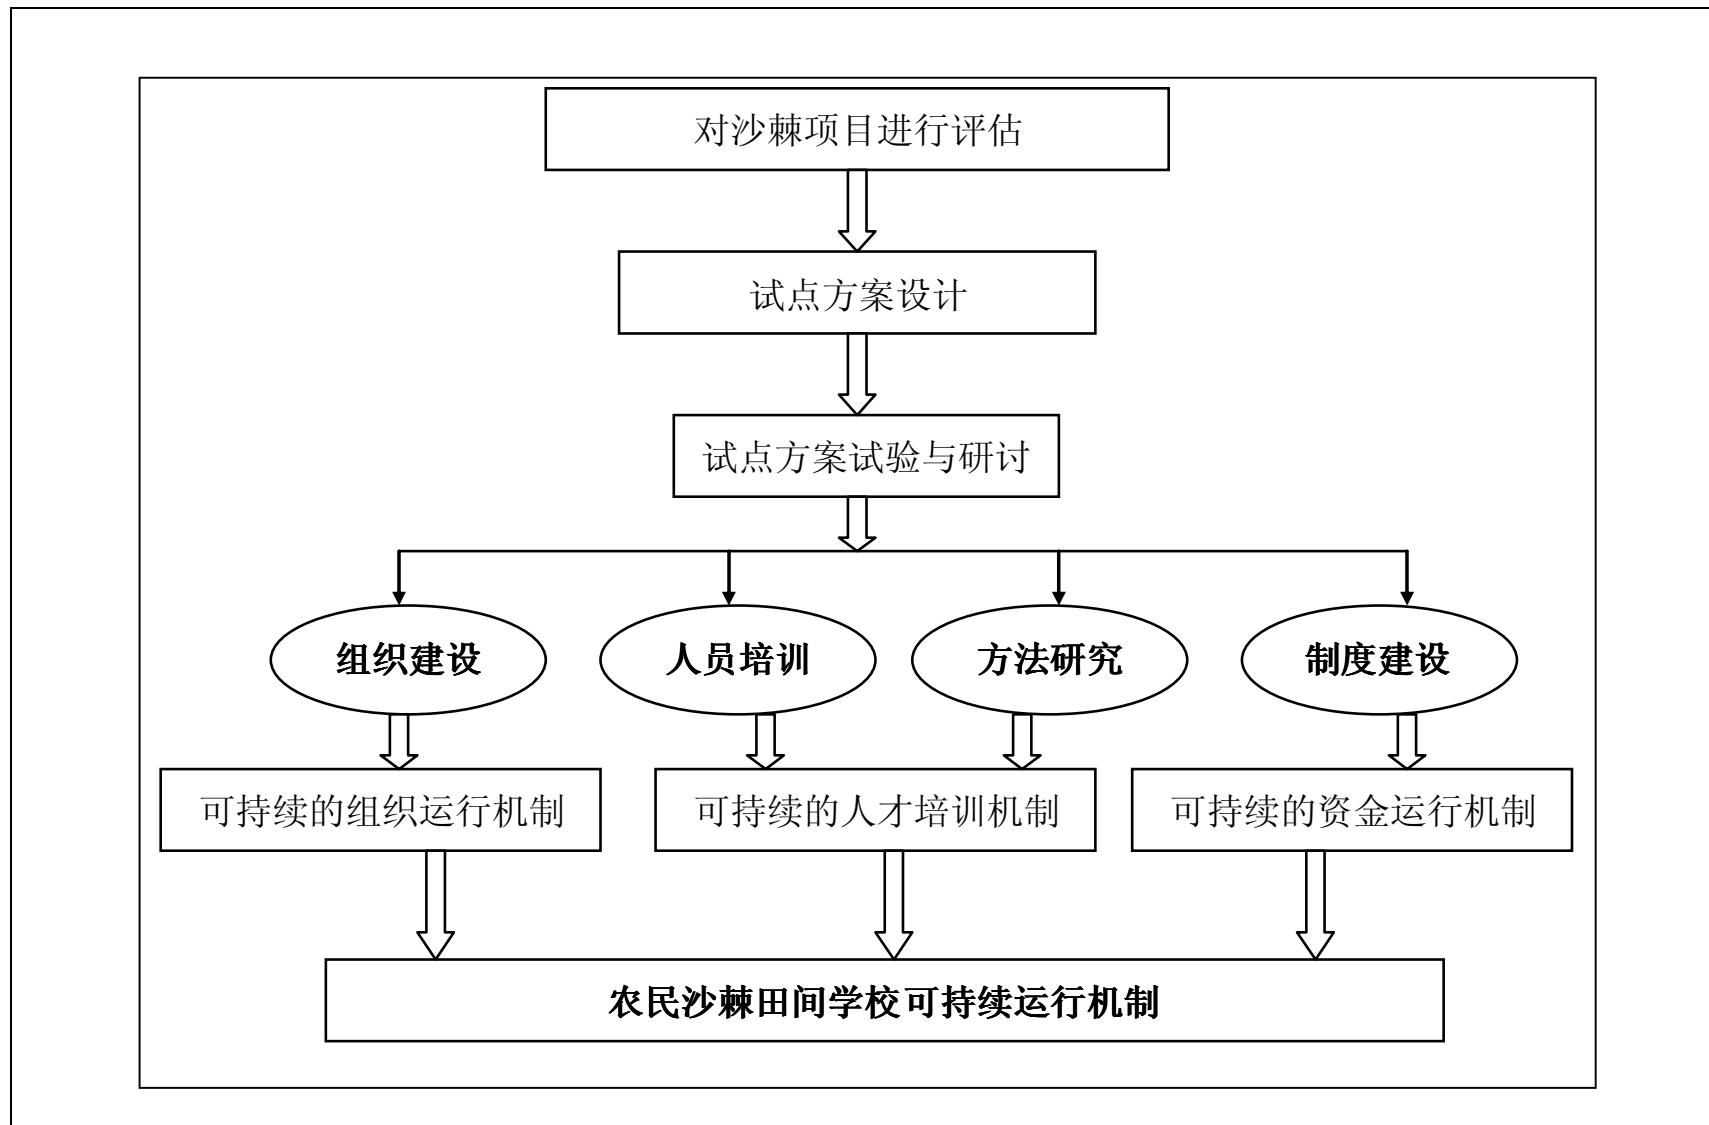 对沙棘项目进行评估
试点方案设计
试点方案试验与研讨
组织建设
人员培训
方法研究
制度建设
可持续的组织运行机制
可持续的人才培训机制
可持续的资金运行机制
农民沙棘田间学校可持续运行机制